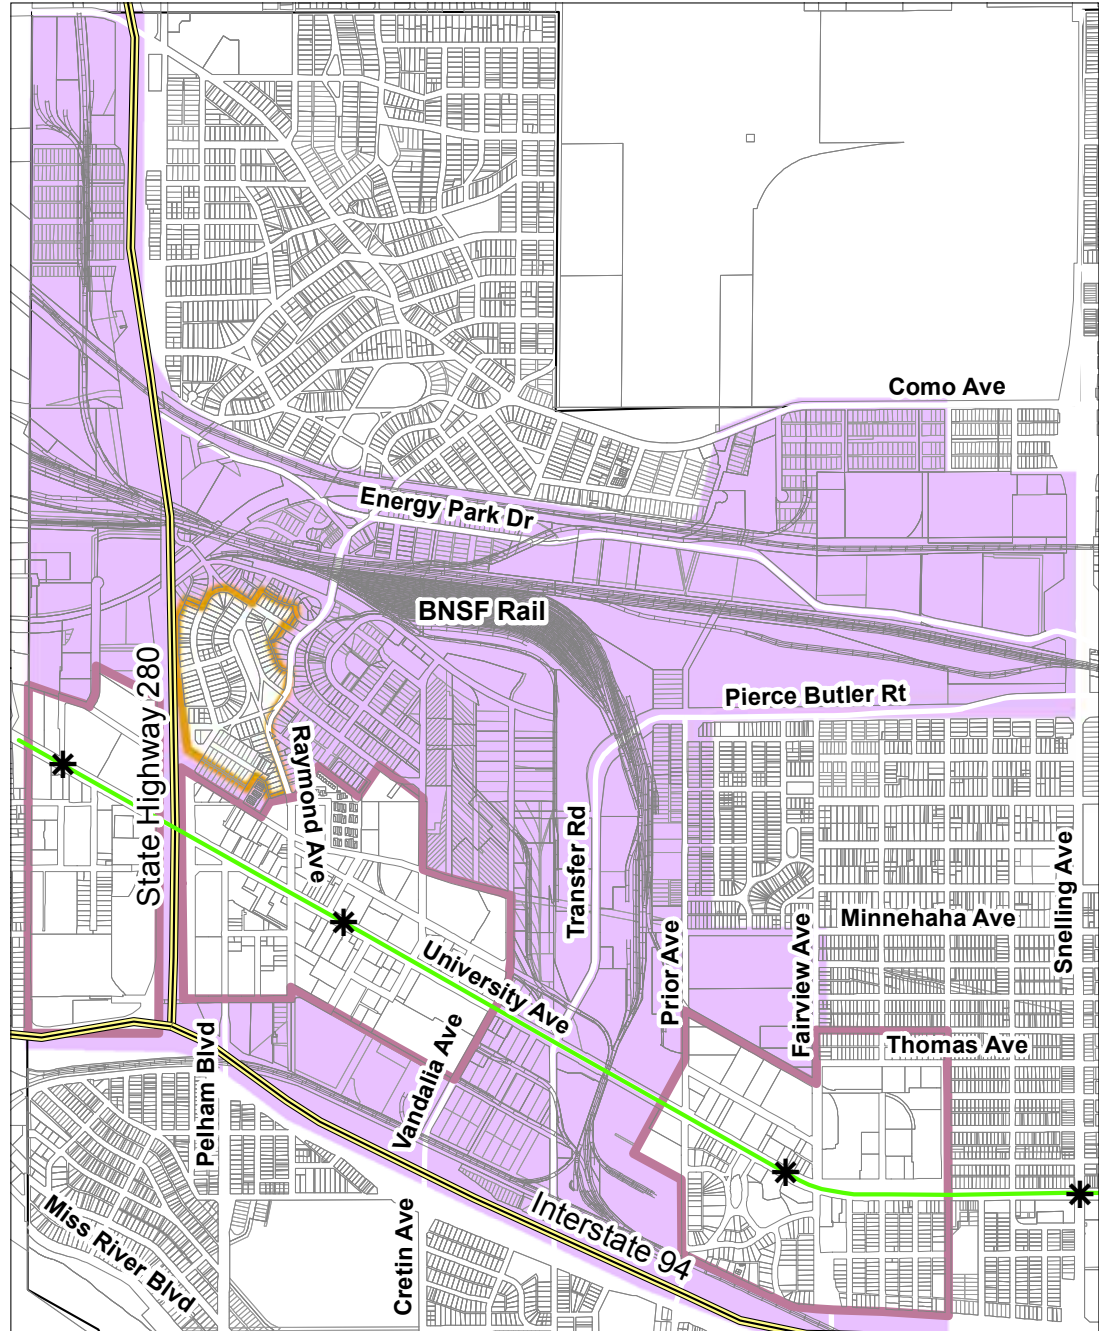 Como Ave
Energy Park Dr
BNSF Rail
State Highway 280
Pierce Butler Rt
Raymond Ave
Transfer Rd
Snelling Ave
Minnehaha Ave
Prior Ave
Fairview Ave
University Ave
Thomas Ave
Pelham Blvd
Vandalia Ave
Miss River Blvd
Cretin Ave
Interstate 94